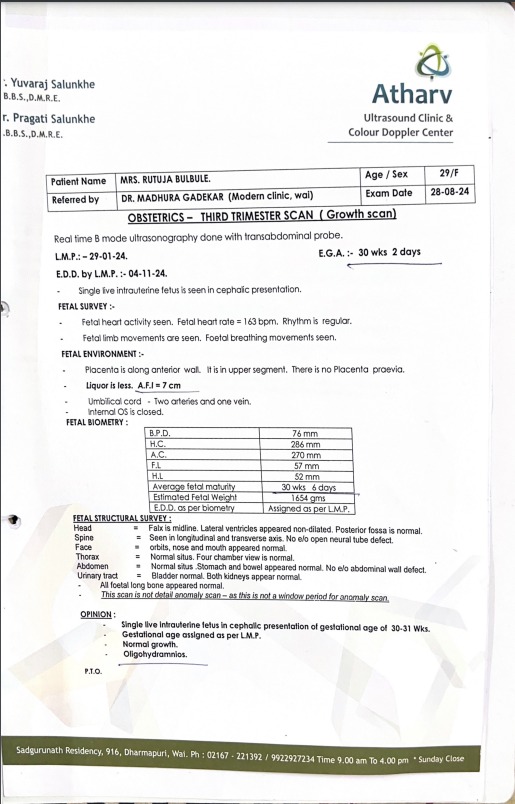 . Yuvaraj Salunkhe
B.B.S.,D.M.R.E.
r. Pragati Salunkhe
.B.B.S.,D.M.R.E.
Atharv
Ultrasound Clinic &
Colour Doppler Center
Patient Name MRS. RUTUJA BULBULE. Age / Sex 29/F
Referred by DR. MADHURA GADEKAR (Modern clinic, wai) Exam Date 28-08-24
OBSTETRICS – THIRD TRIMESTER SCAN ( Growth scan)
Real time B mode ultrasonography done with transabdominal probe.
L.M.P.: – 29-01-24. E.G.A. :- 30 wks 2 days
E.D.D. by L.M.P. :- 04-11-24.
- Single live intrauterine fetus is seen in cephalic presentation.
FETAL SURVEY :-
- Fetal heart activity seen. Fetal heart rate = 163 bpm. Rhythm is regular.
- Fetal limb movements are seen. Foetal breathing movements seen.
FETAL ENVIRONMENT :-
- Placenta is along anterior wall. It is in upper segment. There is no Placenta praevia.
- Liquor is less. A.F.I = 7 cm
- Umbilical cord - Two arteries and one vein.
- Internal OS is closed.
FETAL BIOMETRY :
B.P.D. 76 mm
H.C. 286 mm
A.C. 270 mm
F.L 57 mm
H.L 52 mm
Average fetal maturity 30 wks 6 days
Estimated Fetal Weight 1654 gms
E.D.D. as per biometry Assigned as per L.M.P.
FETAL STRUCTURAL SURVEY :
Head = Falx is midline. Lateral ventricles appeared non-dilated. Posterior fossa is normal.
Spine = Seen in longitudinal and transverse axis. No e/o open neural tube defect.
Face = orbits, nose and mouth appeared normal.
Thorax = Normal situs. Four chamber view is normal.
Abdomen = Normal situs .Stomach and bowel appeared normal. No e/o abdominal wall defect.
Urinary tract = Bladder normal. Both kidneys appear normal.
- All foetal long bone appeared normal.
- This scan is not detail anomaly scan – as this is not a window period for anomaly scan.
OPINION :
- Single live intrauterine fetus in cephalic presentation of gestational age of 30-31 Wks.
- Gestational age assigned as per L.M.P.
- Normal growth.
- Oligohydramnios.
P.T.O.
Sadgurunath Residency, 916, Dharmapuri, Wai. Ph : 02167 - 221392 / 9922927234 Time 9.00 am To 4.00 pm * Sunday Close